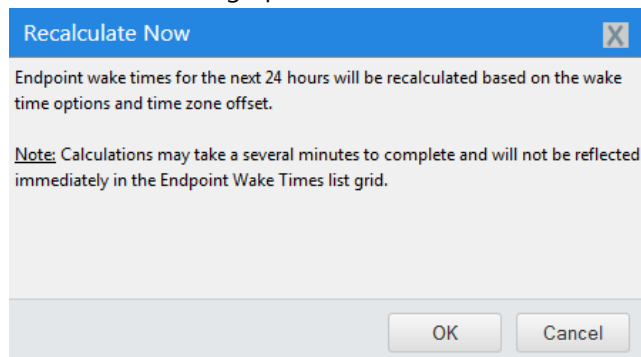 Recalculate Now
X
Endpoint wake times for the next 24 hours will be recalculated based on the wake
time options and time zone offset.
Note: Calculations may take a several minutes to complete and will not be reflected
immediately in the Endpoint Wake Times list grid.
OK
Cancel